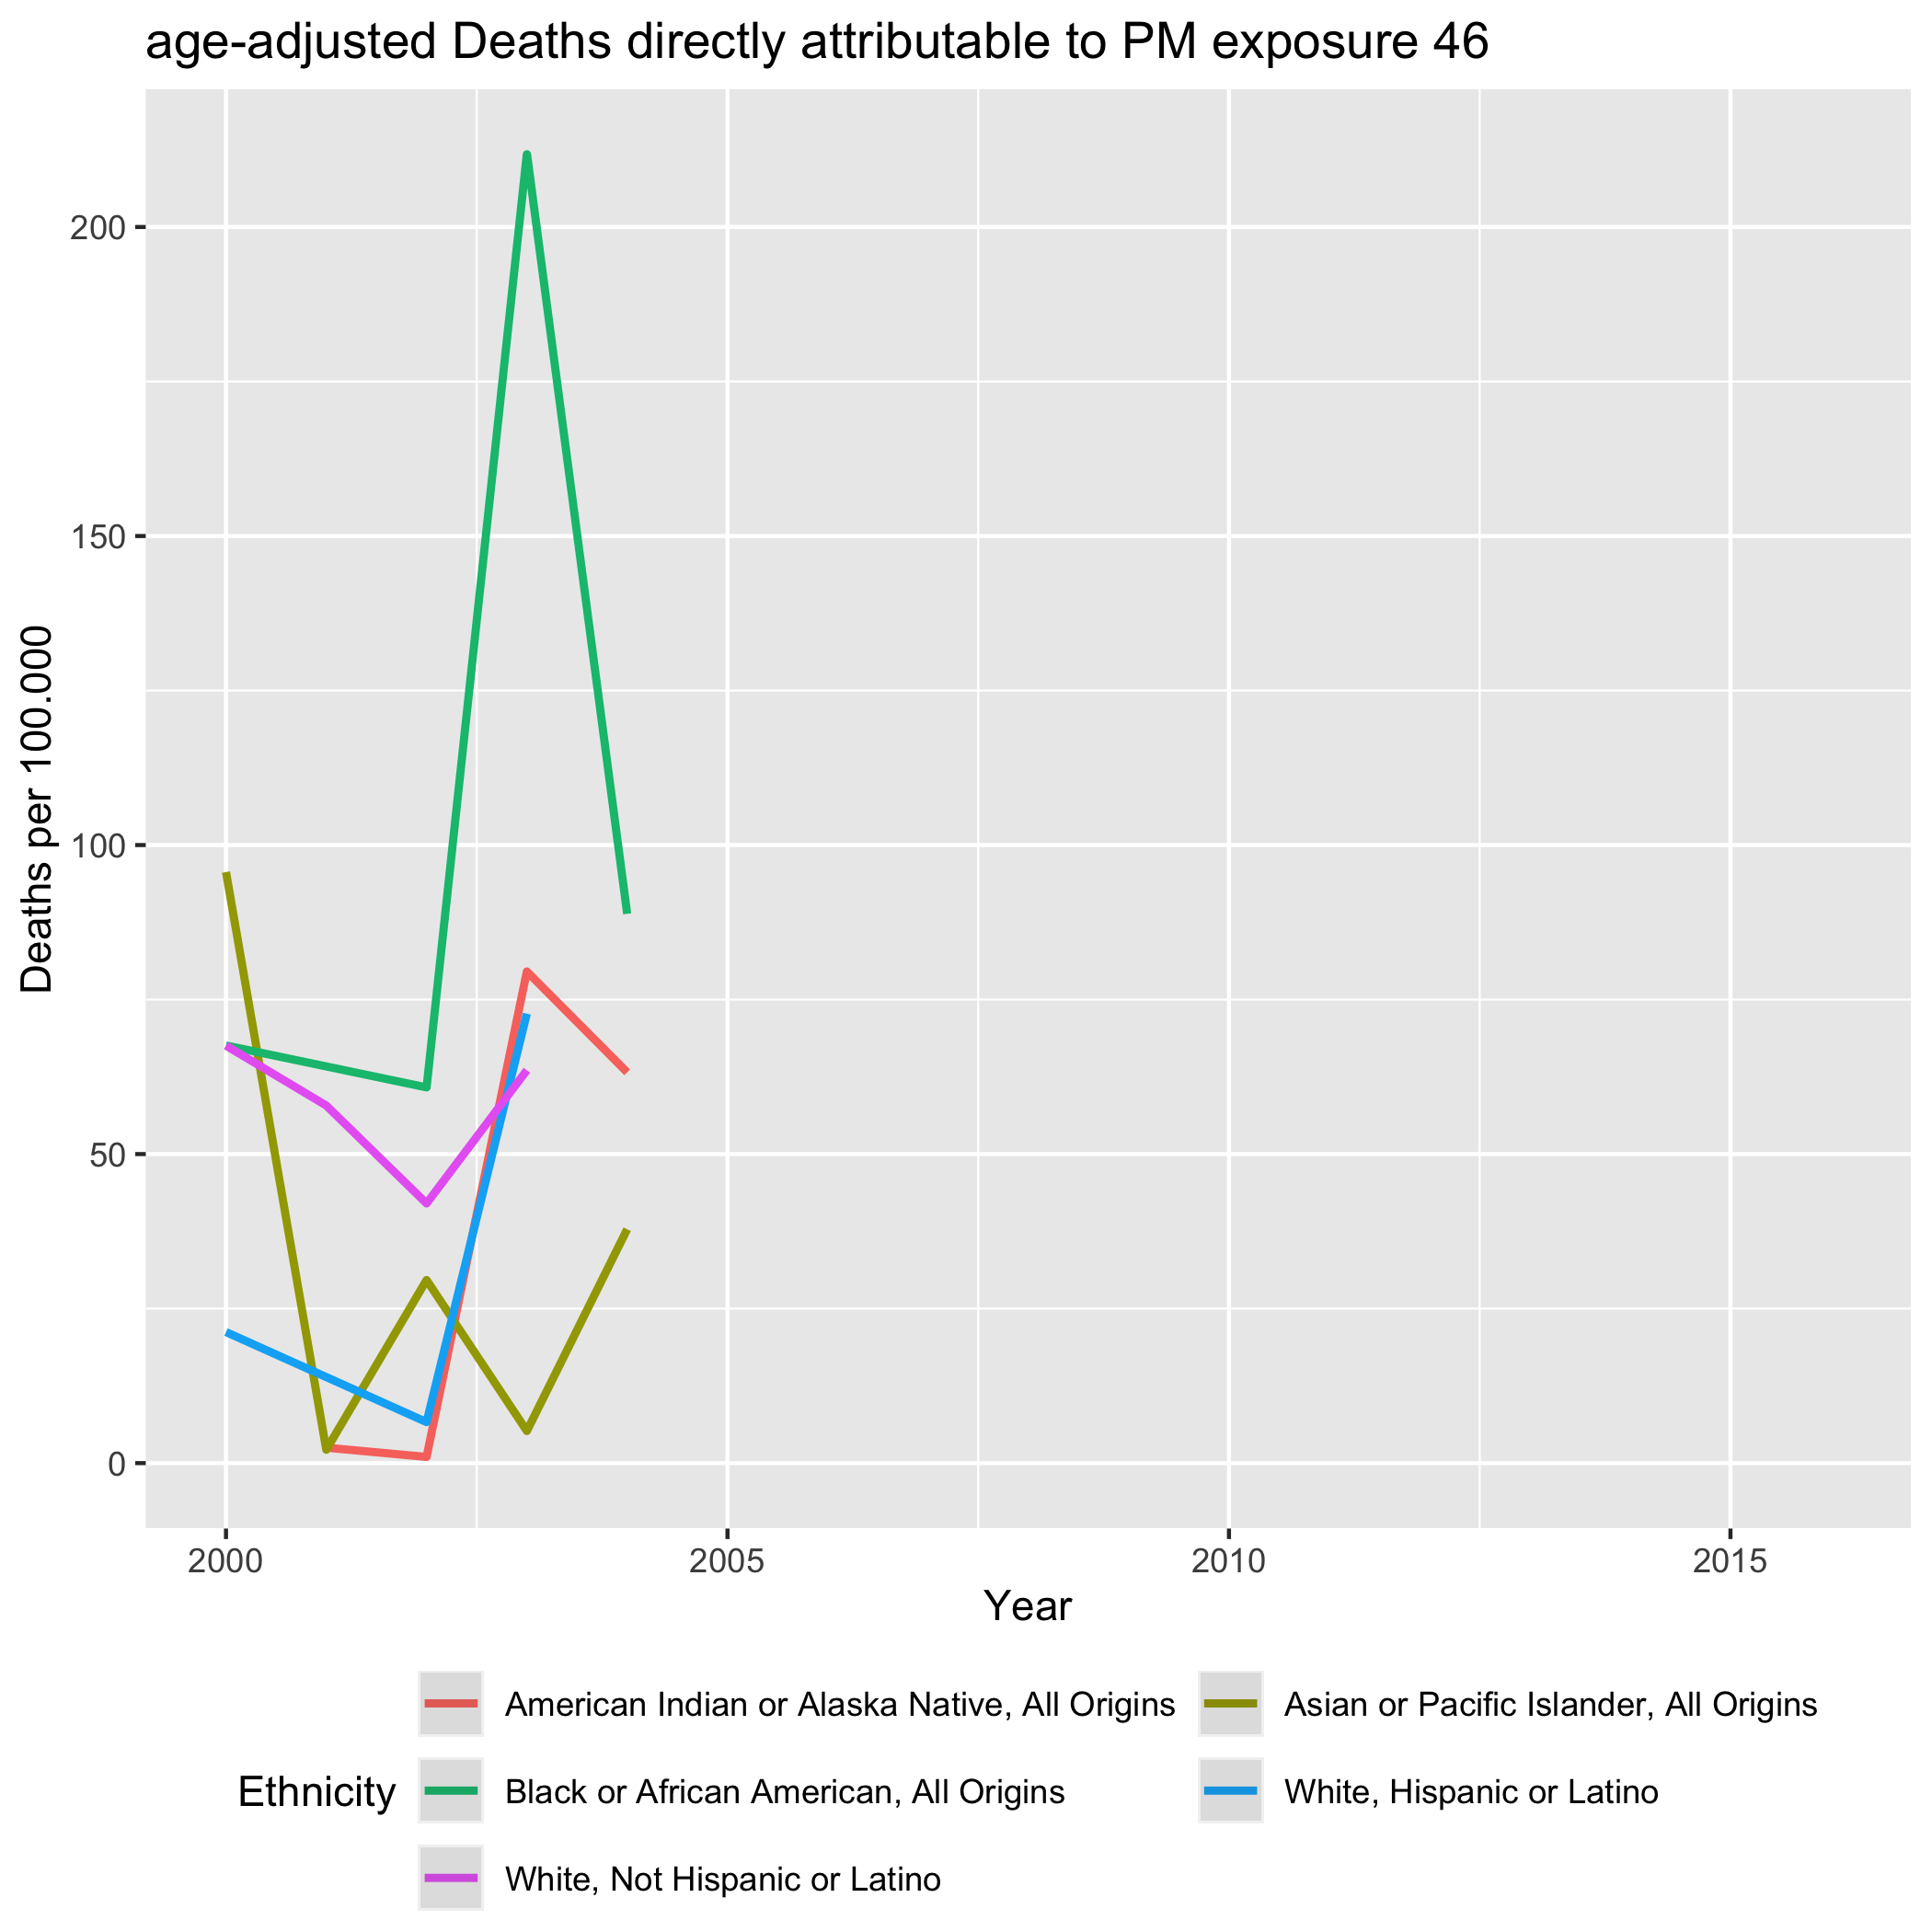 age-adjusted Deaths directly attributable to PM exposure 46
Deaths per 100.000
200
150
100
50
0
2000
2005
2010
2015
Year
Ethnicity
American Indian or Alaska Native, All Origins
Asian or Pacific Islander, All Origins
Black or African American, All Origins
White, Hispanic or Latino
White, Not Hispanic or Latino